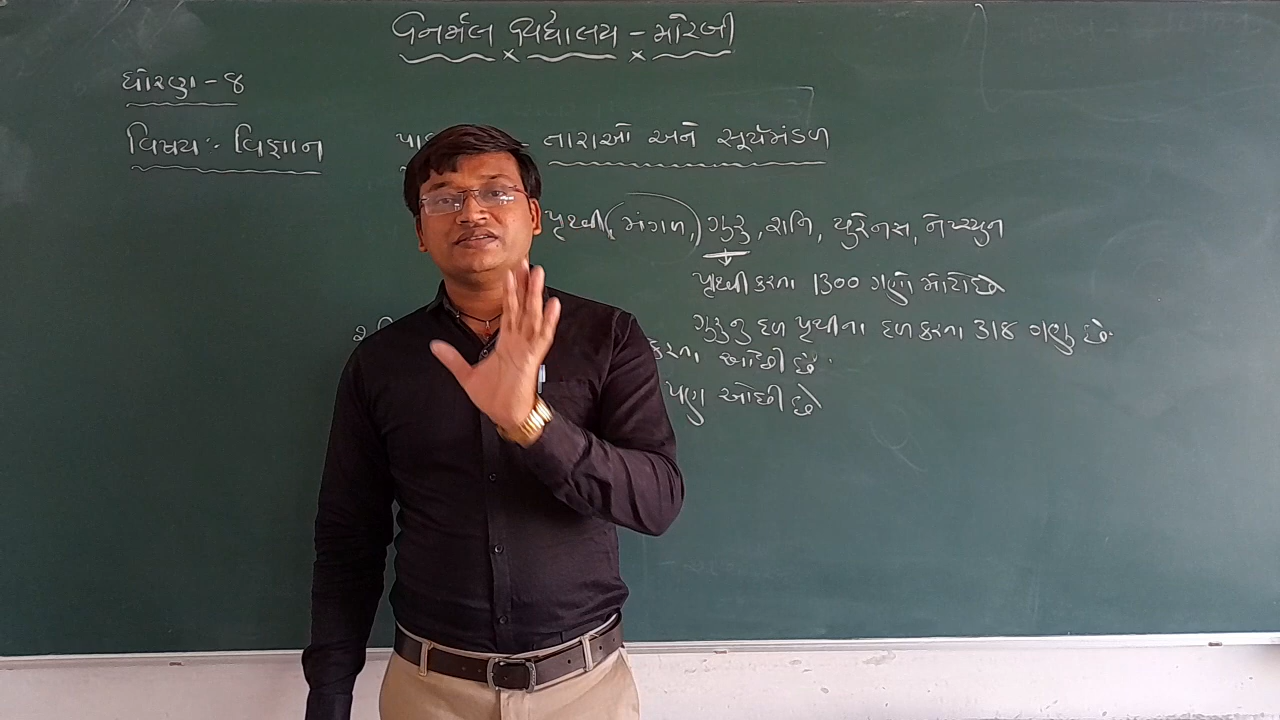 નિર્મલ વિદ્યાલય - મોરબી
ધોરણ - ૮
વિષય :- વિજ્ઞાન
પાઠ - તારાઓ અને સૂર્યમંડળ
પૃથ્વી, (મંગળ,) ગુરુ, શનિ, યુરેનસ, નેપ્ચ્યુન
પૃથ્વી કરતા 1300 ગણો મોટો છે
ગુરુનુ દળ પૃથ્વીના દળ કરતા 318 ગણુ છે.
કરતા ઓછી છે.
પણ ઓછી છે